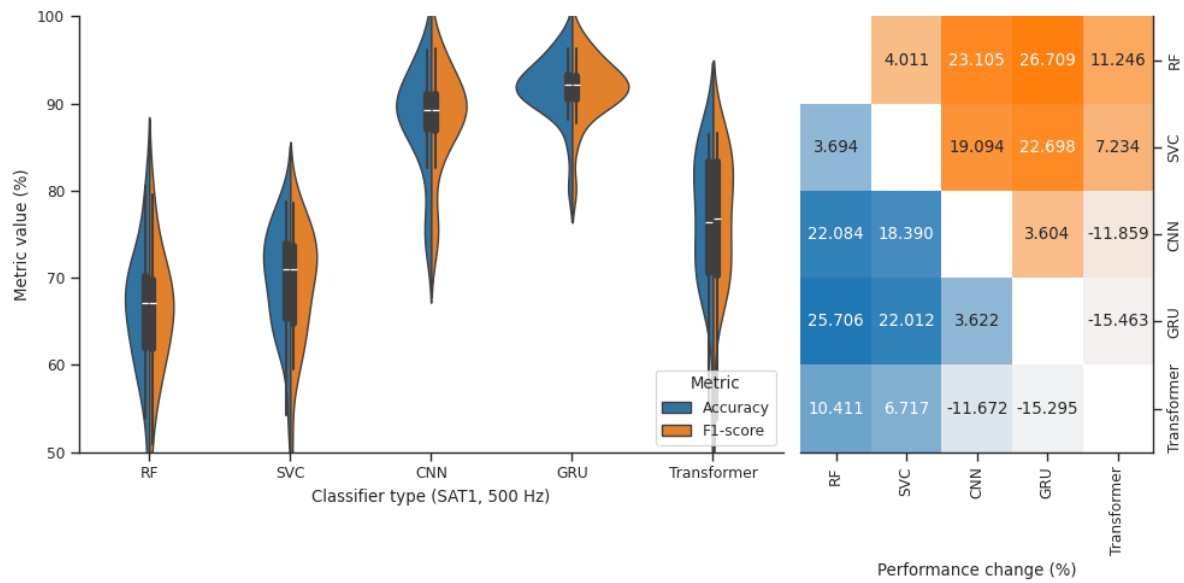 100
90
80
70
60
50
Metric value (%)
RF
SVC
CNN
GRU
Transformer
Classifier type (SAT1, 500 Hz)
Metric
Accuracy
F1-score
4.011 23.105 26.709 11.246
3.694 19.094 22.698 7.234
22.084 18.390 3.604 -11.859
25.706 22.012 3.622 -15.463
10.411 6.717 -11.672 -15.295
RF
SVC
CNN
GRU
Transformer
RF
SVC
CNN
GRU
Transformer
Performance change (%)